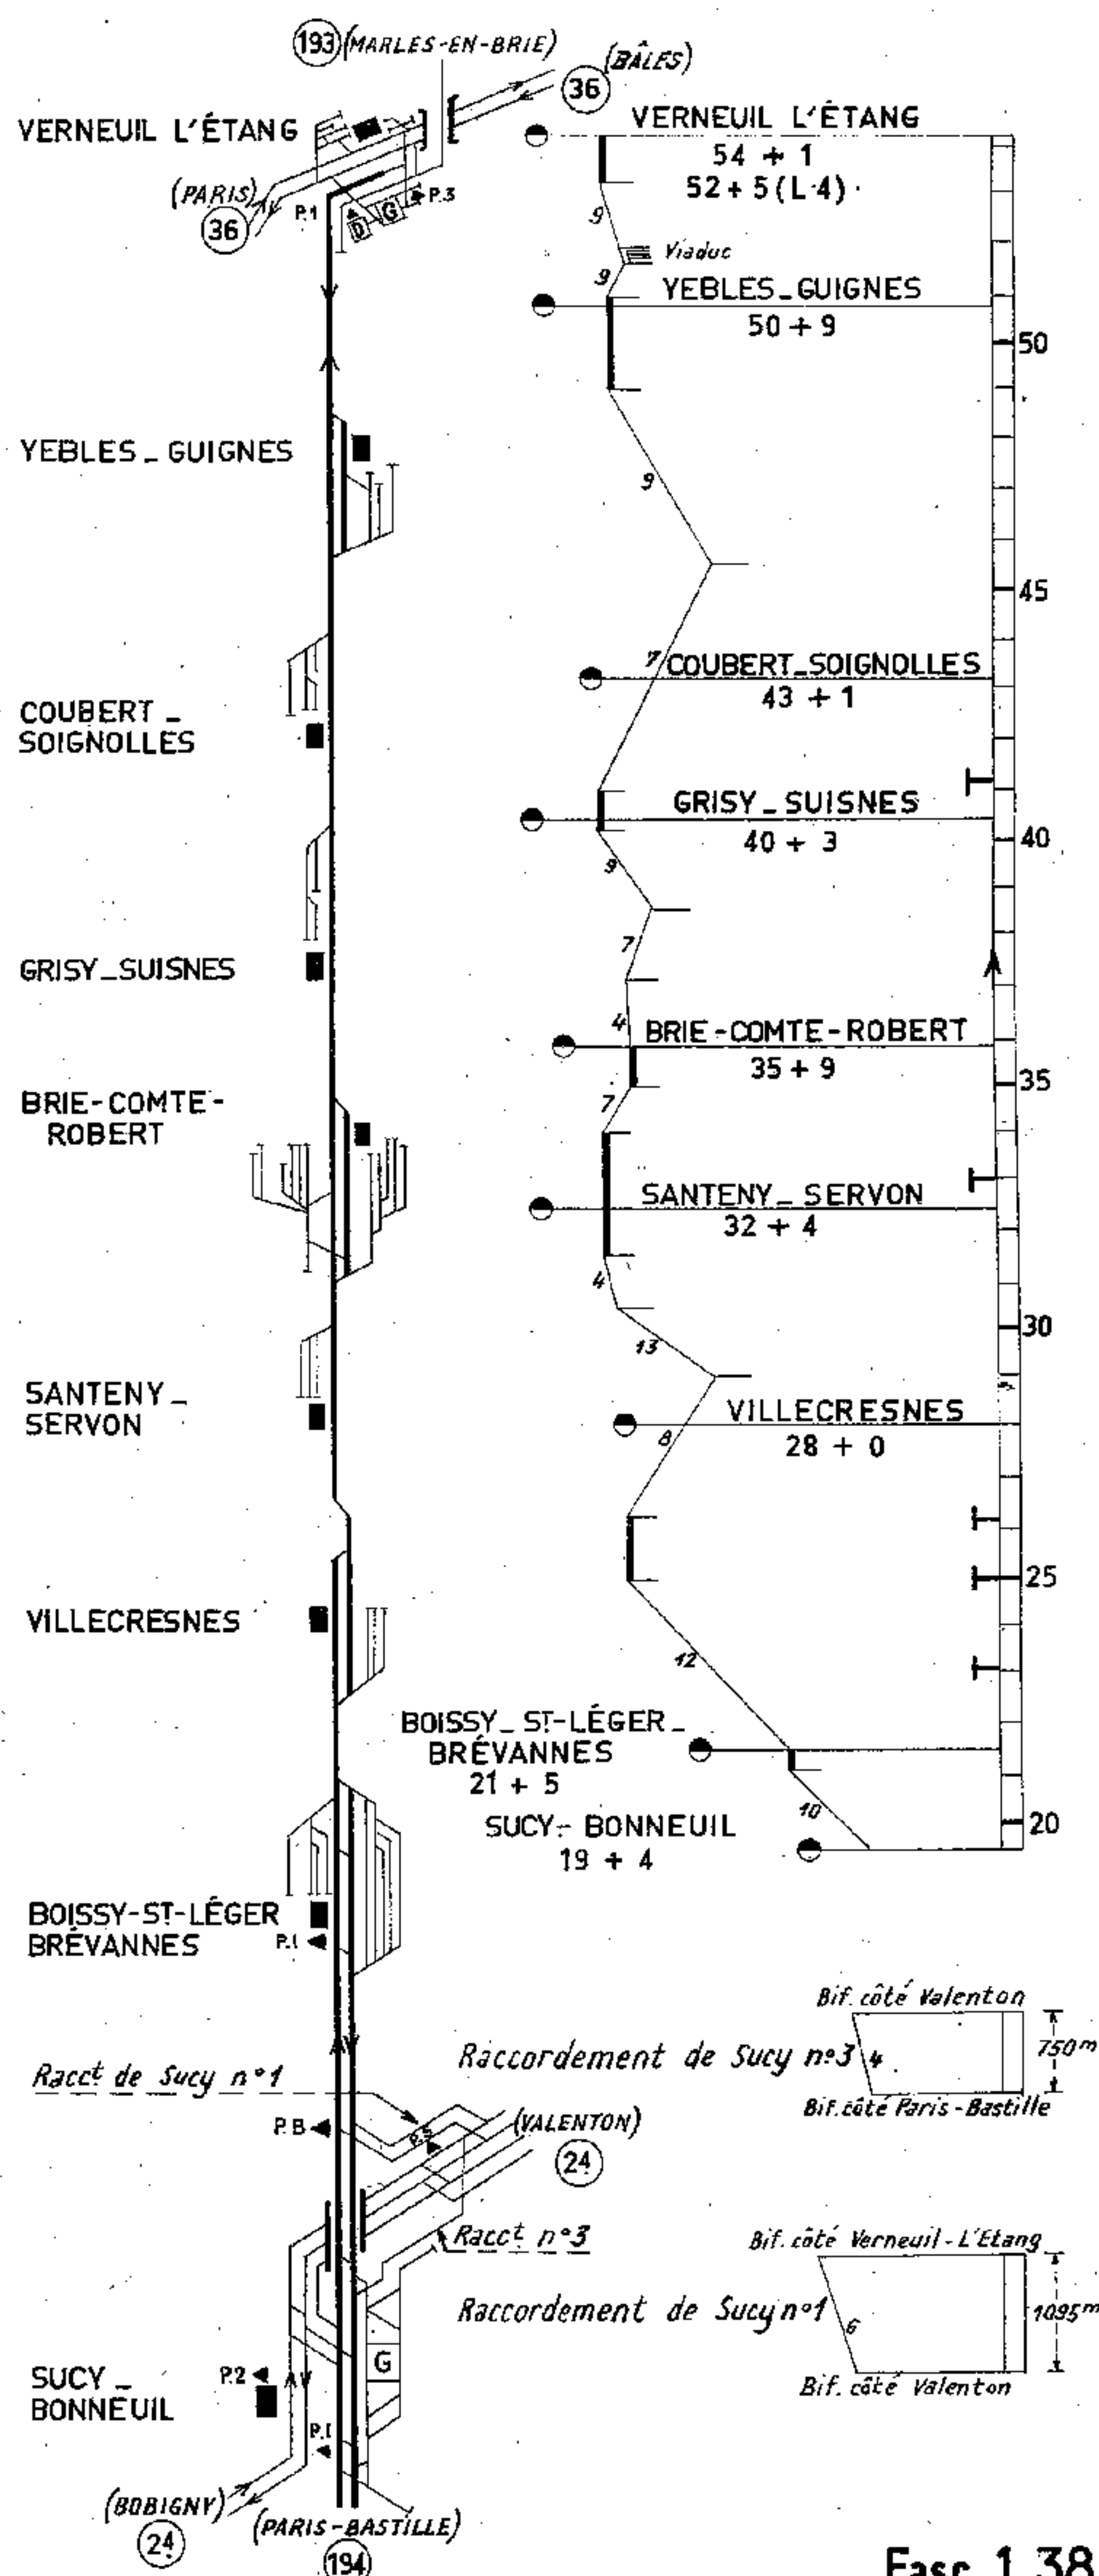 193 (MARLES-EN-BRIE)
(BÂLES)
36
VERNEUIL L'ÉTANG
(PARIS)
36
P.1
D
G
P.3
VERNEUIL L'ÉTANG
54 + 1
52 + 5 (L.4)
9
Viaduc
9
YEBLES_GUIGNES
50 + 9
50
YEBLES_GUIGNES
9
45
7
COUBERT_SOIGNOLLES
43 + 1
COUBERT_
SOIGNOLLES
GRISY_SUISNES
40 + 3
40
9
7
GRISY_SUISNES
4
BRIE-COMTE-ROBERT
35 + 9
35
BRIE-COMTE-
ROBERT
7
SANTENY_SERVON
32 + 4
4
30
13
SANTENY_
SERVON
VILLECRESNES
28 + 0
8
25
VILLECRESNES
12
BOISSY_ST-LÉGER_
BRÉVANNES
21 + 5
10
SUCY-BONNEUIL
19 + 4
20
BOISSY-ST-LÉGER
BRÉVANNES
P.1
Bif. côté Valenton
Raccordement de Sucy n°3
4
750m
Bif. côté Paris-Bastille
Racct de Sucy n°1
P.B
P.5
(VALENTON)
24
Racct n°3
Bif. côté Verneuil-L'Etang
Raccordement de Sucy n°1
6
1095m
Bif. côté Valenton
G
SUCY_
BONNEUIL
P.2
P.1
(BOBIGNY)
24
(PARIS-BASTILLE)
194
Fasc. 1.38